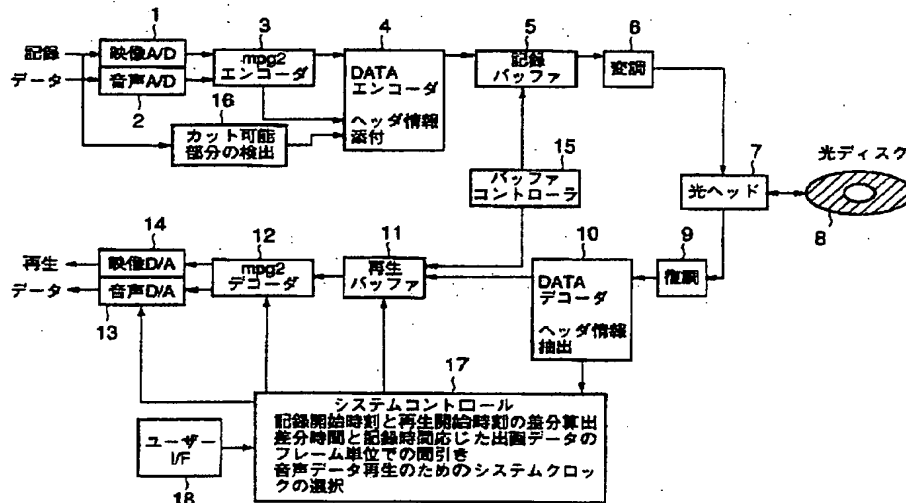 1
3
4
5
6
記録
映像A/D
mpg2
エンコーダ
DATA
エンコーダ
ヘッダ情報
添付
記録
バッファ
変調
データ
音声A/D
2
16
カット可能
部分の検出
15
バッファ
コントローラ
7
光ディスク
光ヘッド
8
14
12
11
10
9
再生
映像D/A
mpg2
デコーダ
再生
バッファ
DATA
デコーダ
ヘッダ情報
抽出
復調
データ
音声D/A
13
17
システムコントロール
記録開始時刻と再生開始時刻の差分算出
差分時間と記録時間応じた出画データの
フレーム単位での間引き
音声データ再生のためのシステムクロッ
クの選択
ユーザー
I/F
18